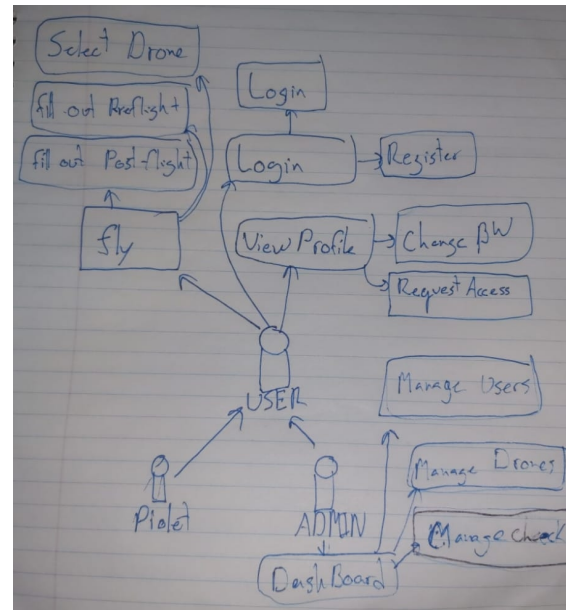 Select Drone
fill out Preflight
fill out Post-flight
fly
Login
Login
Register
View Profile
Change PW
Request Access
USER
Manage Users
Piolet
ADMIN
Manage Drones
Manage Check
DashBoard